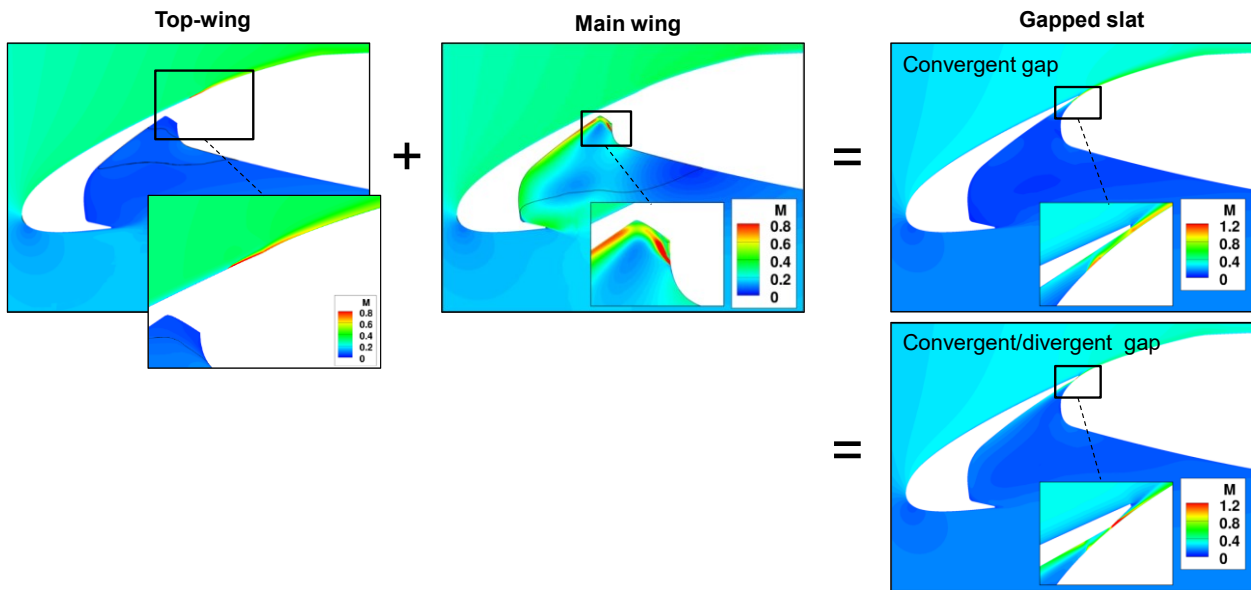 Top-wing
Main wing
Gapped slat
Convergent gap
+
=
M
0.8
0.6
0.4
0.2
0
M
0.8
0.6
0.4
0.2
0
M
1.2
0.8
0.4
0
Convergent/divergent gap
=
M
1.2
0.8
0.4
0